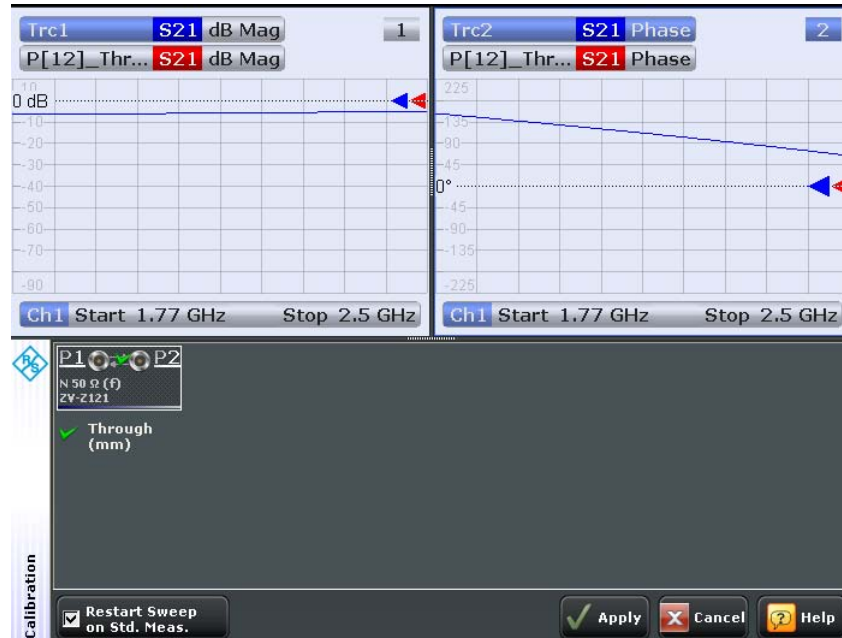 Trc1 S21 dB Mag 1
P[12]_Thr... S21 dB Mag
10
0 dB
-10
-20
-30
-40
-50
-60
-70
-90
Ch1 Start 1.77 GHz Stop 2.5 GHz
Trc2 S21 Phase 2
P[12]_Thr... S21 Phase
225
135
90
45
0°
-45
-90
-135
-225
Ch1 Start 1.77 GHz Stop 2.5 GHz
R&S
P1 P2
N 50 Ω (f)
ZV-Z121
Through
(mm)
Calibration
Restart Sweep
on Std. Meas.
Apply
Cancel
Help